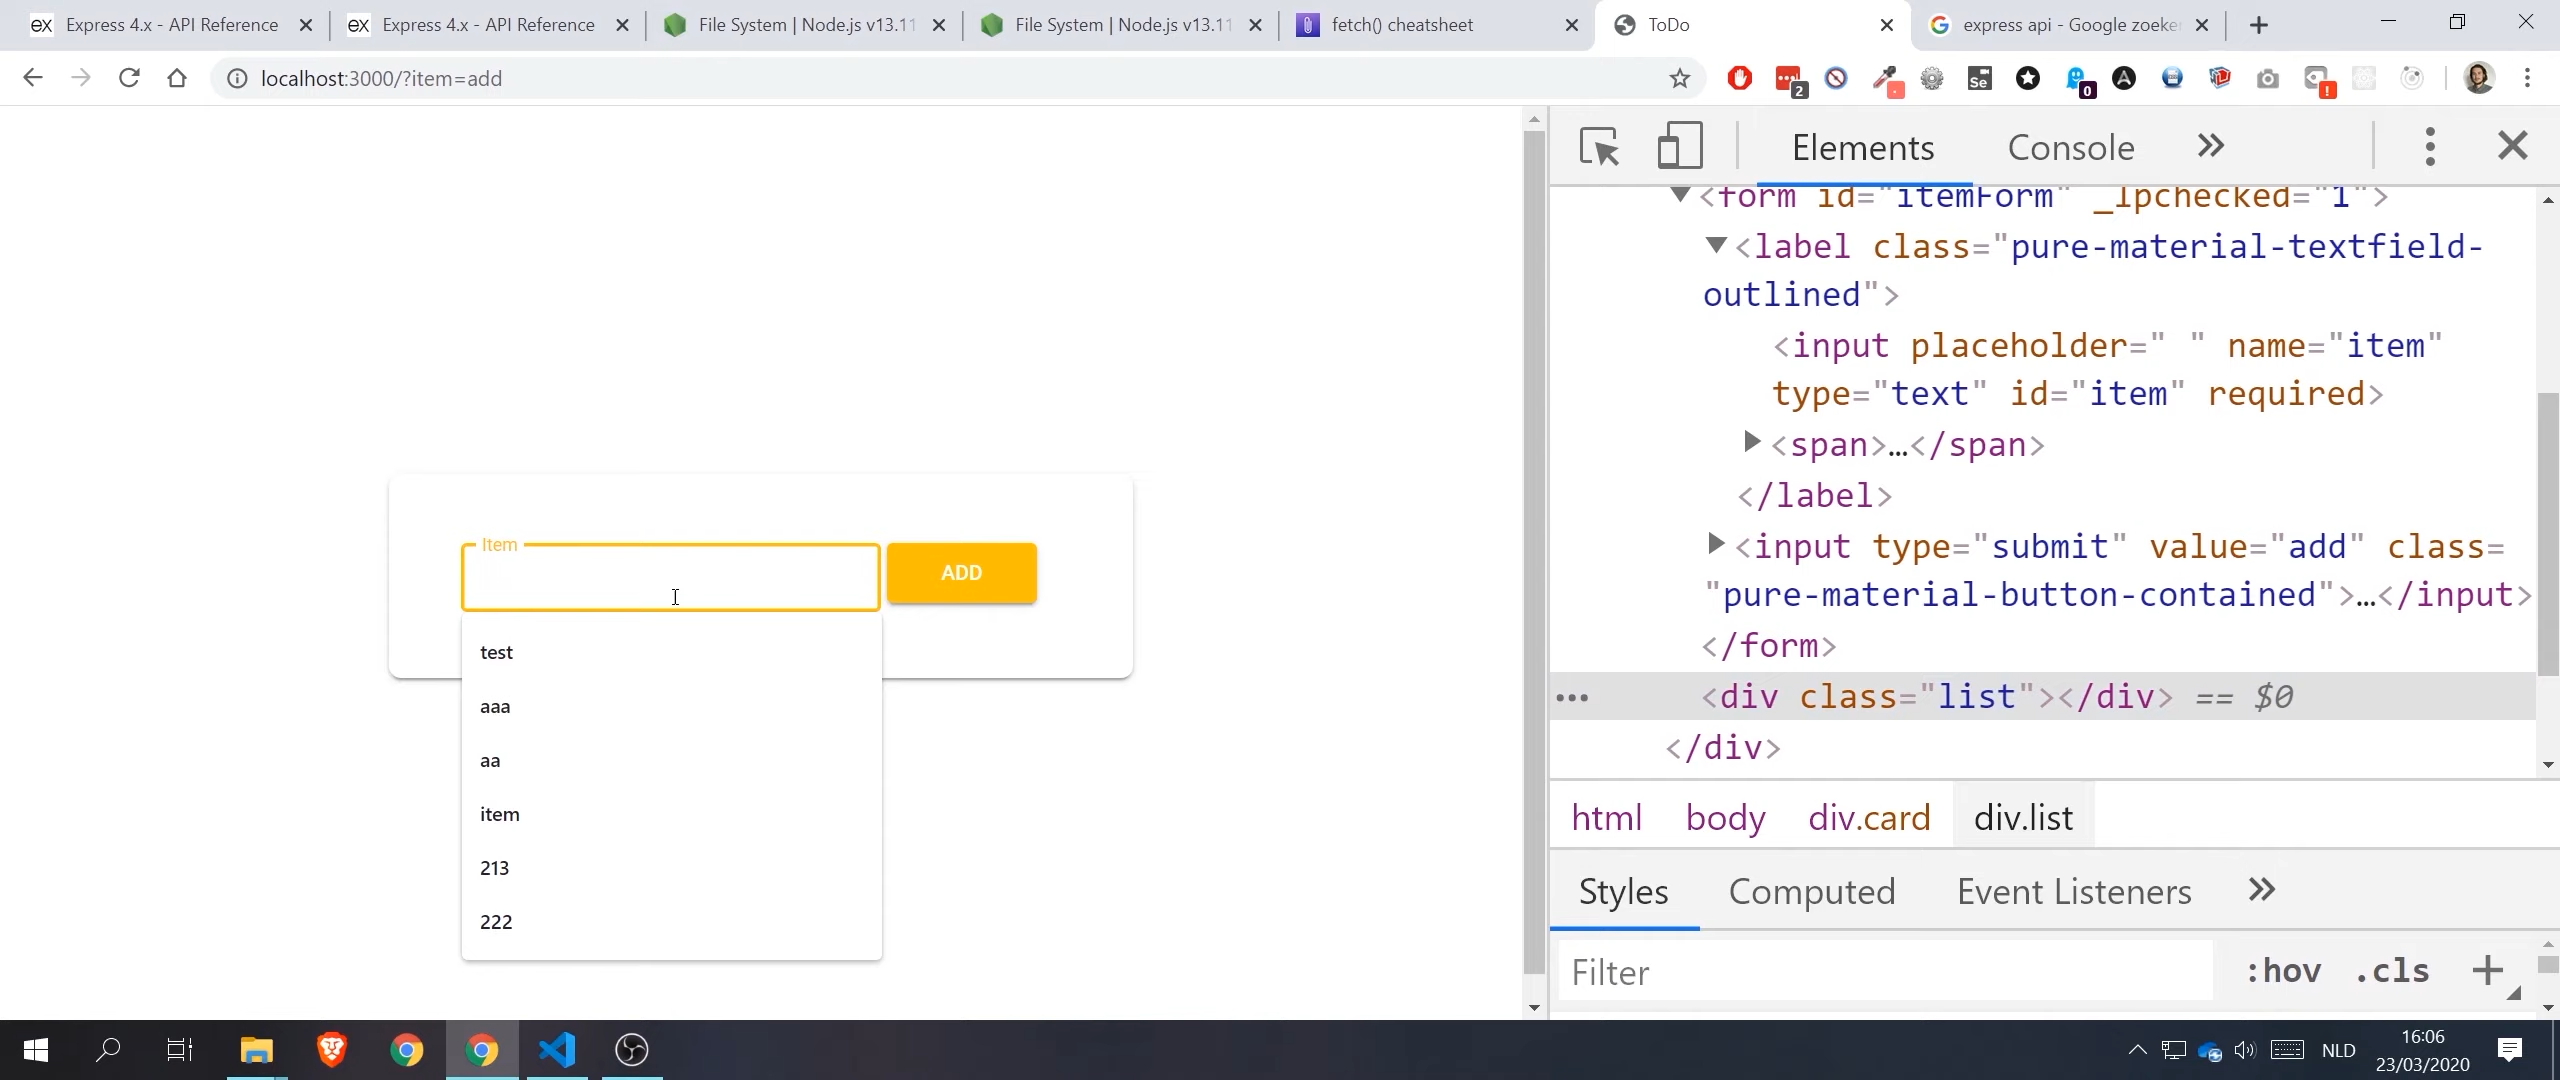 Express 4.x - API Reference
Express 4.x - API Reference
File System | Node.js v13.11
File System | Node.js v13.11
fetch() cheatsheet
ToDo
express api - Google zoeken
localhost:3000/?item=add
2
Se
0
A
!
Elements
Console
<form id="itemForm" _lpchecked="1">
<label class="pure-material-textfield-
outlined">
<input placeholder=" " name="item"
type="text" id="item" required>
<span>…</span>
</label>
<input type="submit" value="add" class=
"pure-material-button-contained">…</input>
</form>
<div class="list"></div> == $0
</div>
html
body
div.card
div.list
Styles
Computed
Event Listeners
Filter
:hov
.cls
Item
ADD
test
aaa
aa
item
213
222
NLD
16:06
23/03/2020